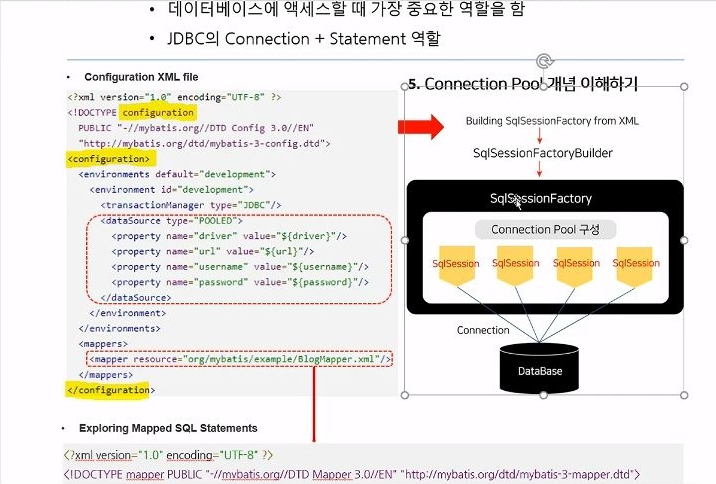 • 데이터베이스에 액세스할 때 가장 중요한 역할을 함
• JDBC의 Connection + Statement 역할
• Configuration XML file
<?xml version="1.0" encoding="UTF-8" ?>
<!DOCTYPE configuration
PUBLIC "-//mybatis.org//DTD Config 3.0//EN"
"http://mybatis.org/dtd/mybatis-3-config.dtd">
<configuration>
<environments default="development">
<environment id="development">
<transactionManager type="JDBC"/>
<dataSource type="POOLED">
<property name="driver" value="${driver}"/>
<property name="url" value="${url}"/>
<property name="username" value="${username}"/>
<property name="password" value="${password}"/>
</dataSource>
</environment>
</environments>
<mappers>
<mapper resource="org/mybatis/example/BlogMapper.xml"/>
</mappers>
</configuration>
5. Connection Pool 개념 이해하기
Building SqlSessionFactory from XML
SqlSessionFactoryBuilder
SqlSessionFactory
Connection Pool 구성
SqlSession SqlSession SqlSession SqlSession
Connection
DataBase
• Exploring Mapped SQL Statements
<?xml version="1.0" encoding="UTF-8" ?>
<!DOCTYPE mapper PUBLIC "-//mybatis.org//DTD Mapper 3.0//EN" "http://mybatis.org/dtd/mybatis-3-mapper.dtd">